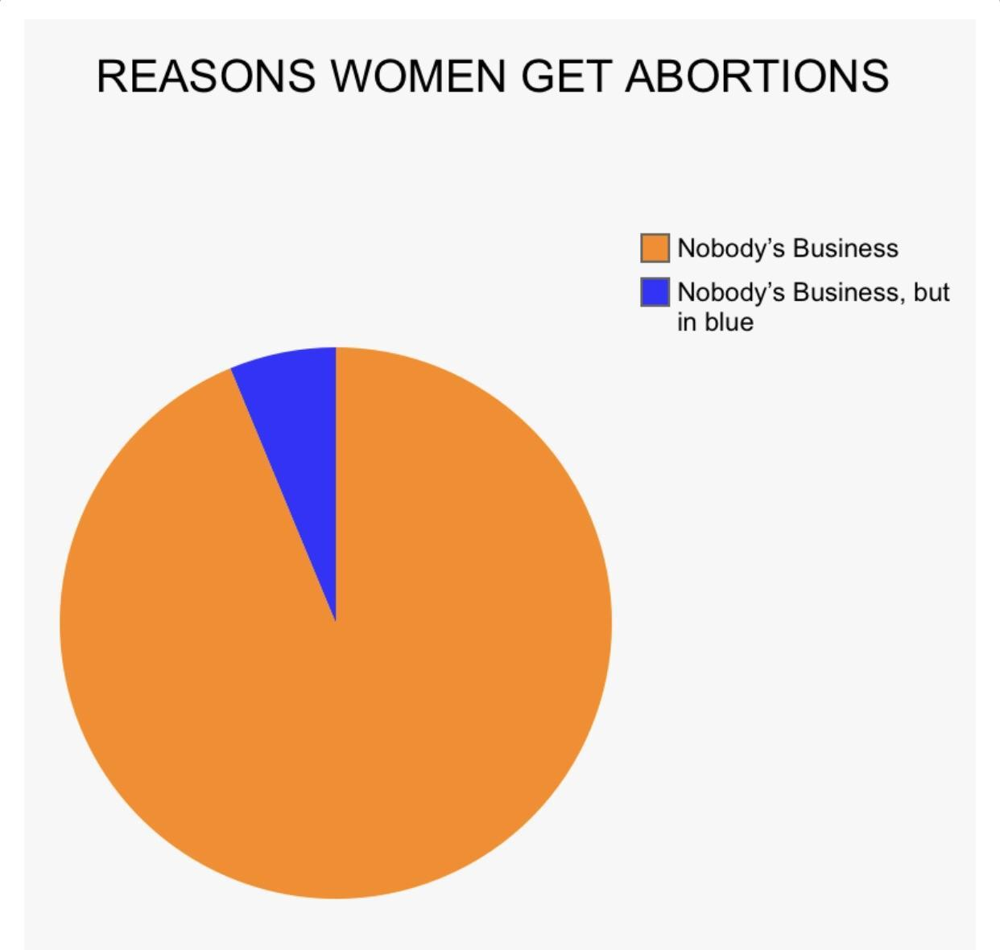 REASONS WOMEN GET ABORTIONS
Nobody’s Business
Nobody’s Business, but
in blue